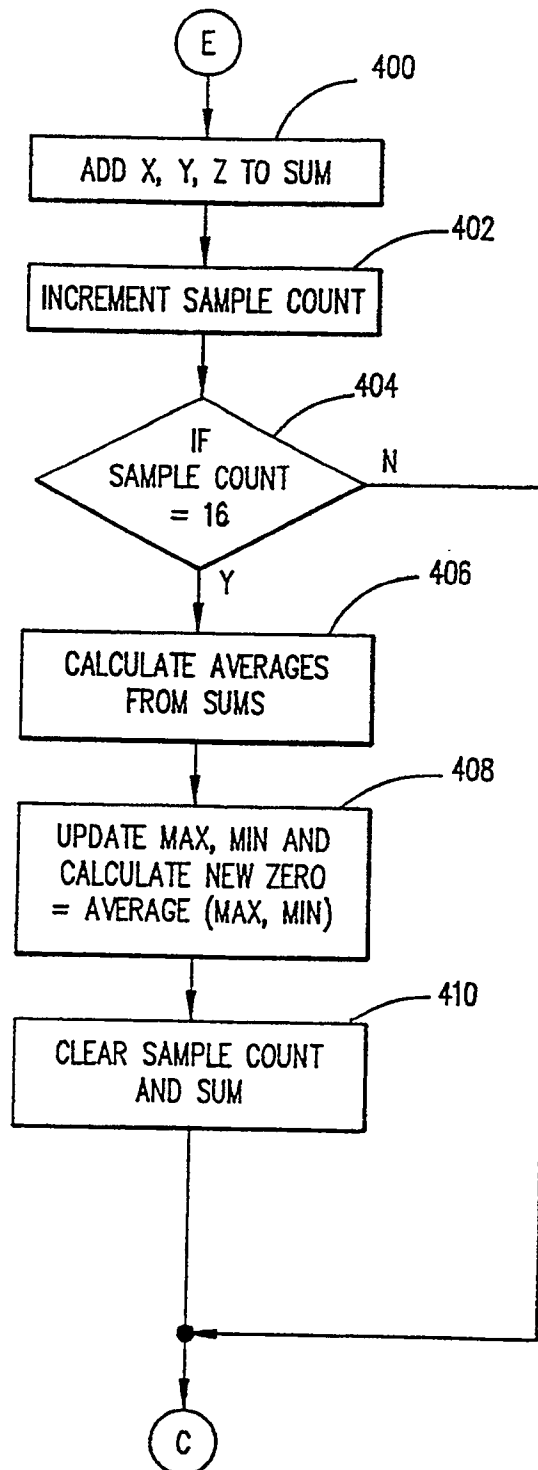 E
400
ADD X, Y, Z TO SUM
402
INCREMENT SAMPLE COUNT
404
IF
SAMPLE COUNT
= 16
N
Y
406
CALCULATE AVERAGES
FROM SUMS
408
UPDATE MAX, MIN AND
CALCULATE NEW ZERO
= AVERAGE (MAX, MIN)
410
CLEAR SAMPLE COUNT
AND SUM
C